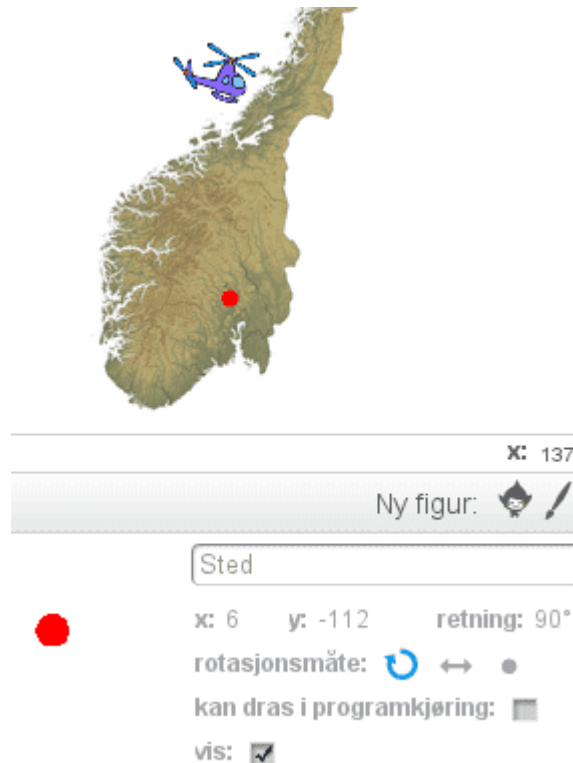 x: 137
Ny figur:
Sted
x: 6 y: -112 retning: 90°
rotasjonsmåte:
kan dras i programkjøring:
vis: